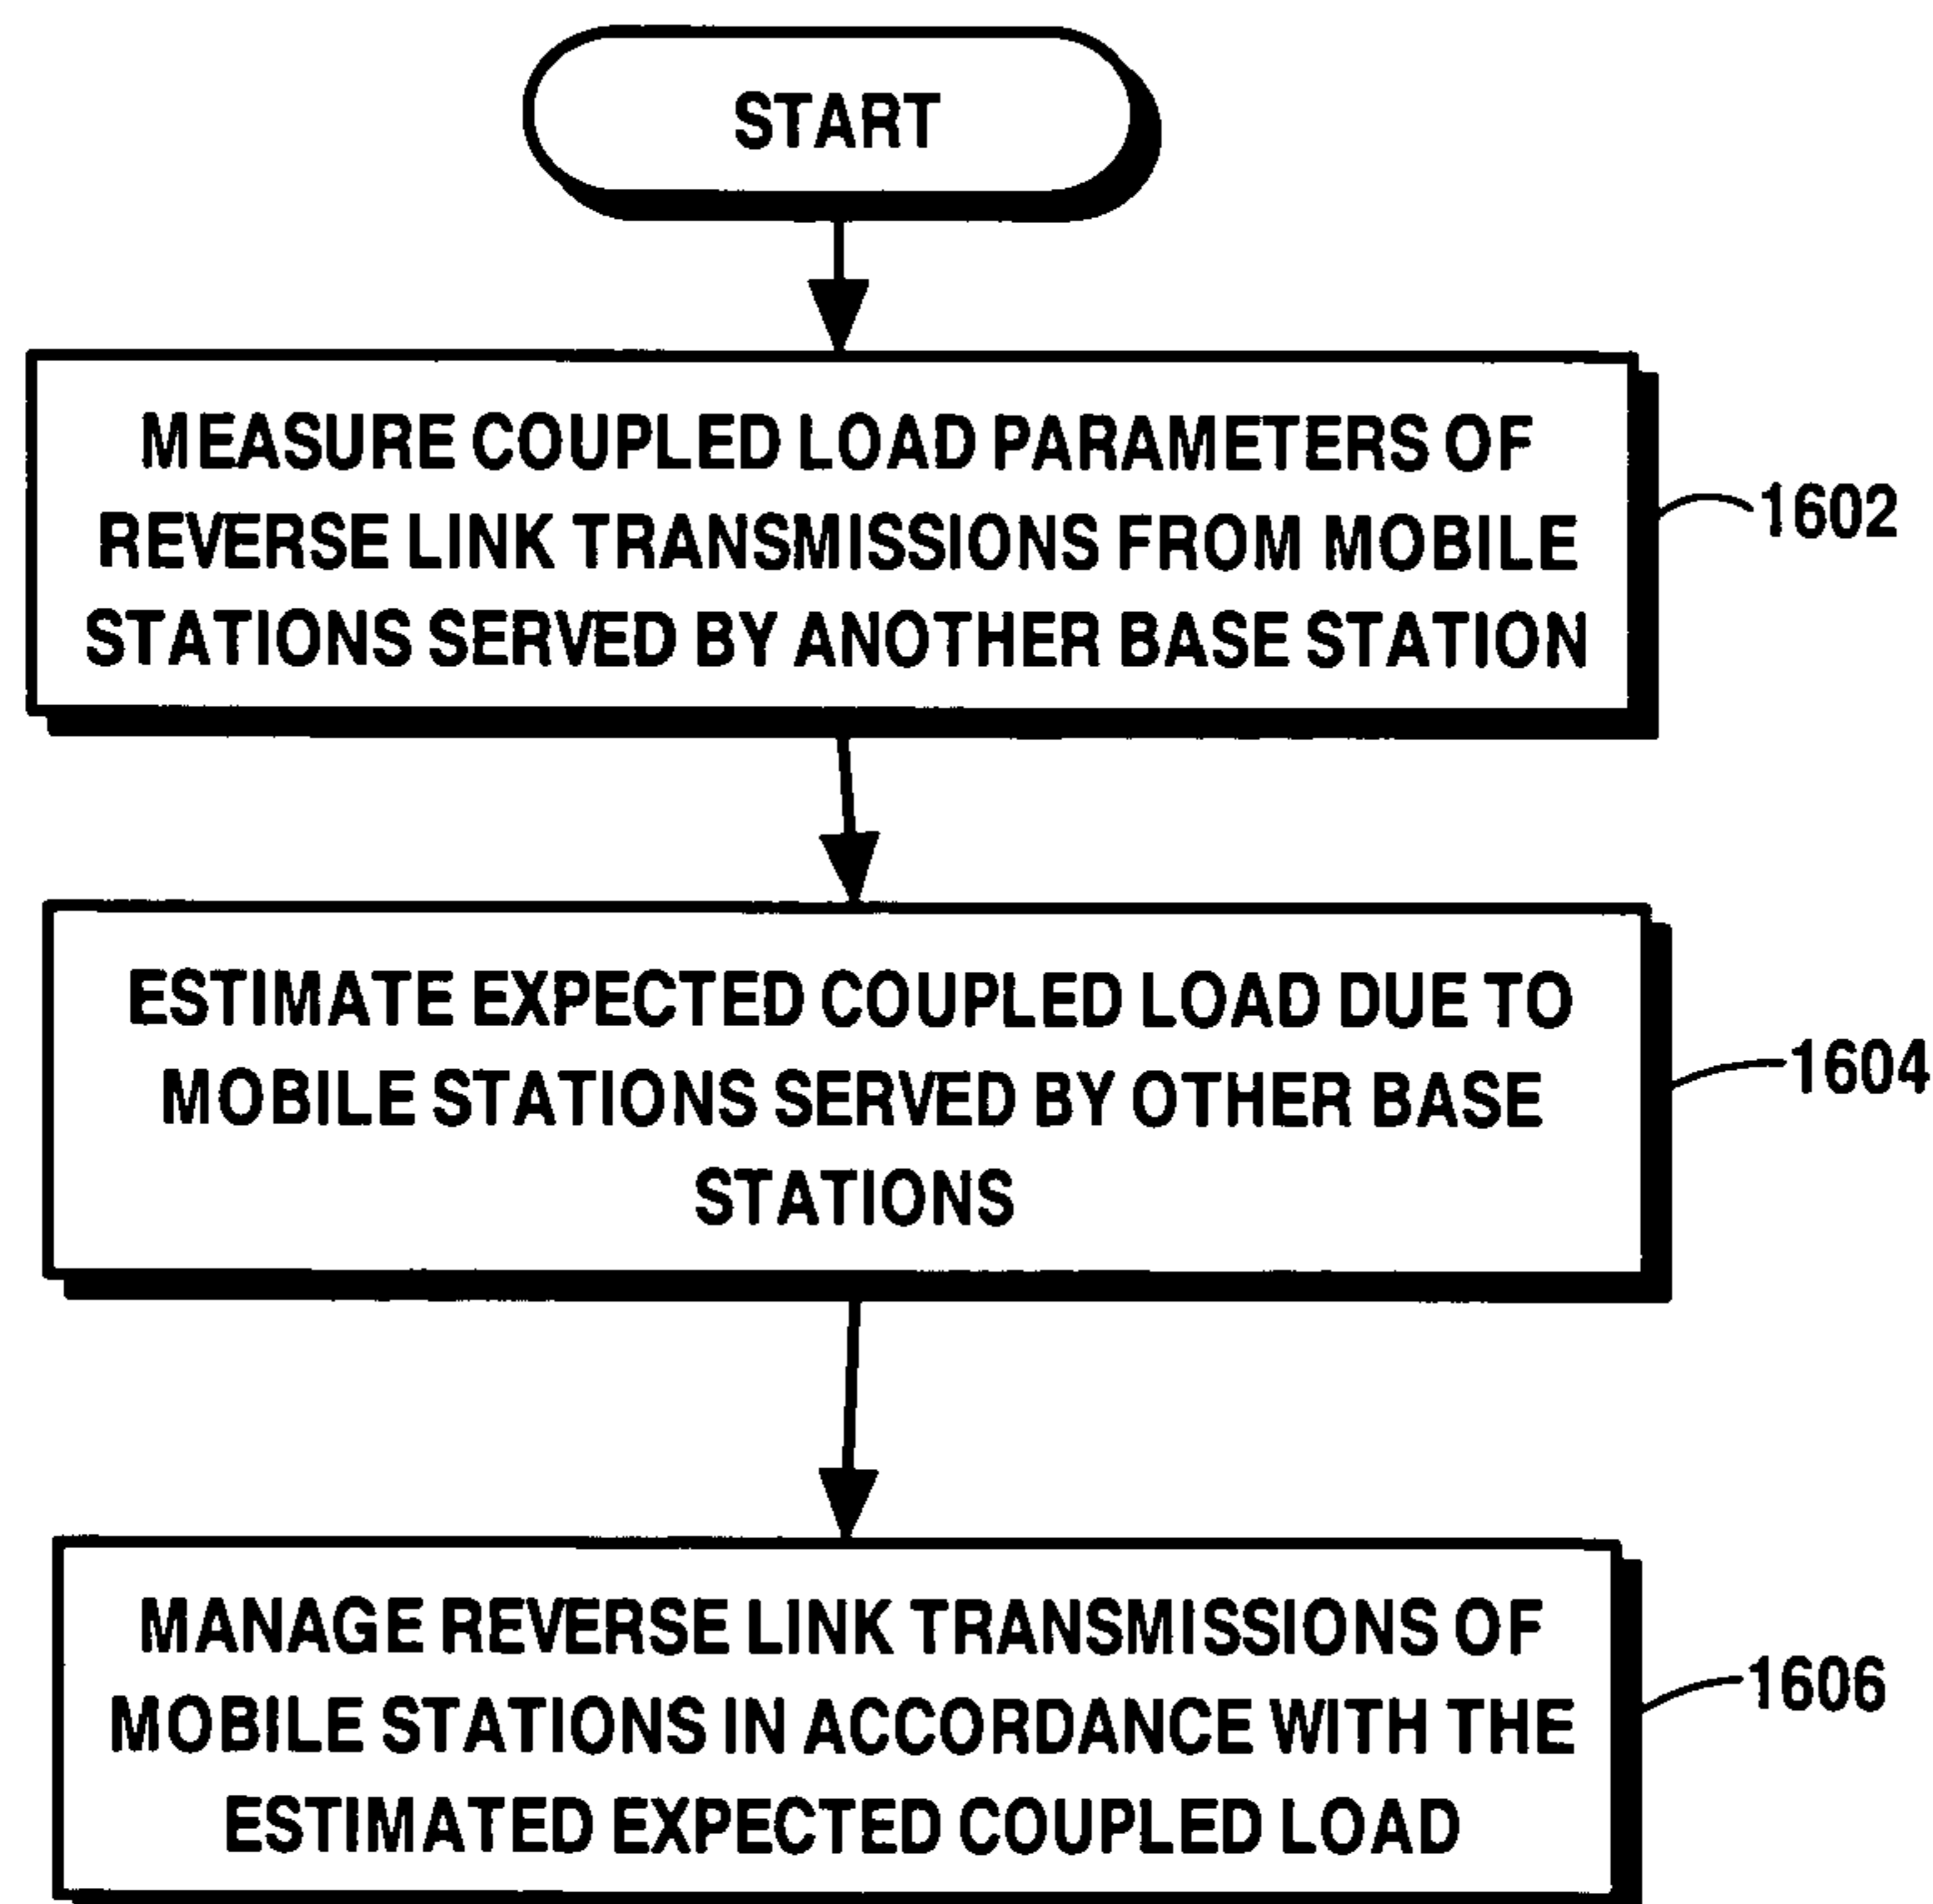 START
MEASURE COUPLED LOAD PARAMETERS OF
REVERSE LINK TRANSMISSIONS FROM MOBILE
STATIONS SERVED BY ANOTHER BASE STATION
1602
ESTIMATE EXPECTED COUPLED LOAD DUE TO
MOBILE STATIONS SERVED BY OTHER BASE
STATIONS
1604
MANAGE REVERSE LINK TRANSMISSIONS OF
MOBILE STATIONS IN ACCORDANCE WITH THE
ESTIMATED EXPECTED COUPLED LOAD
1606